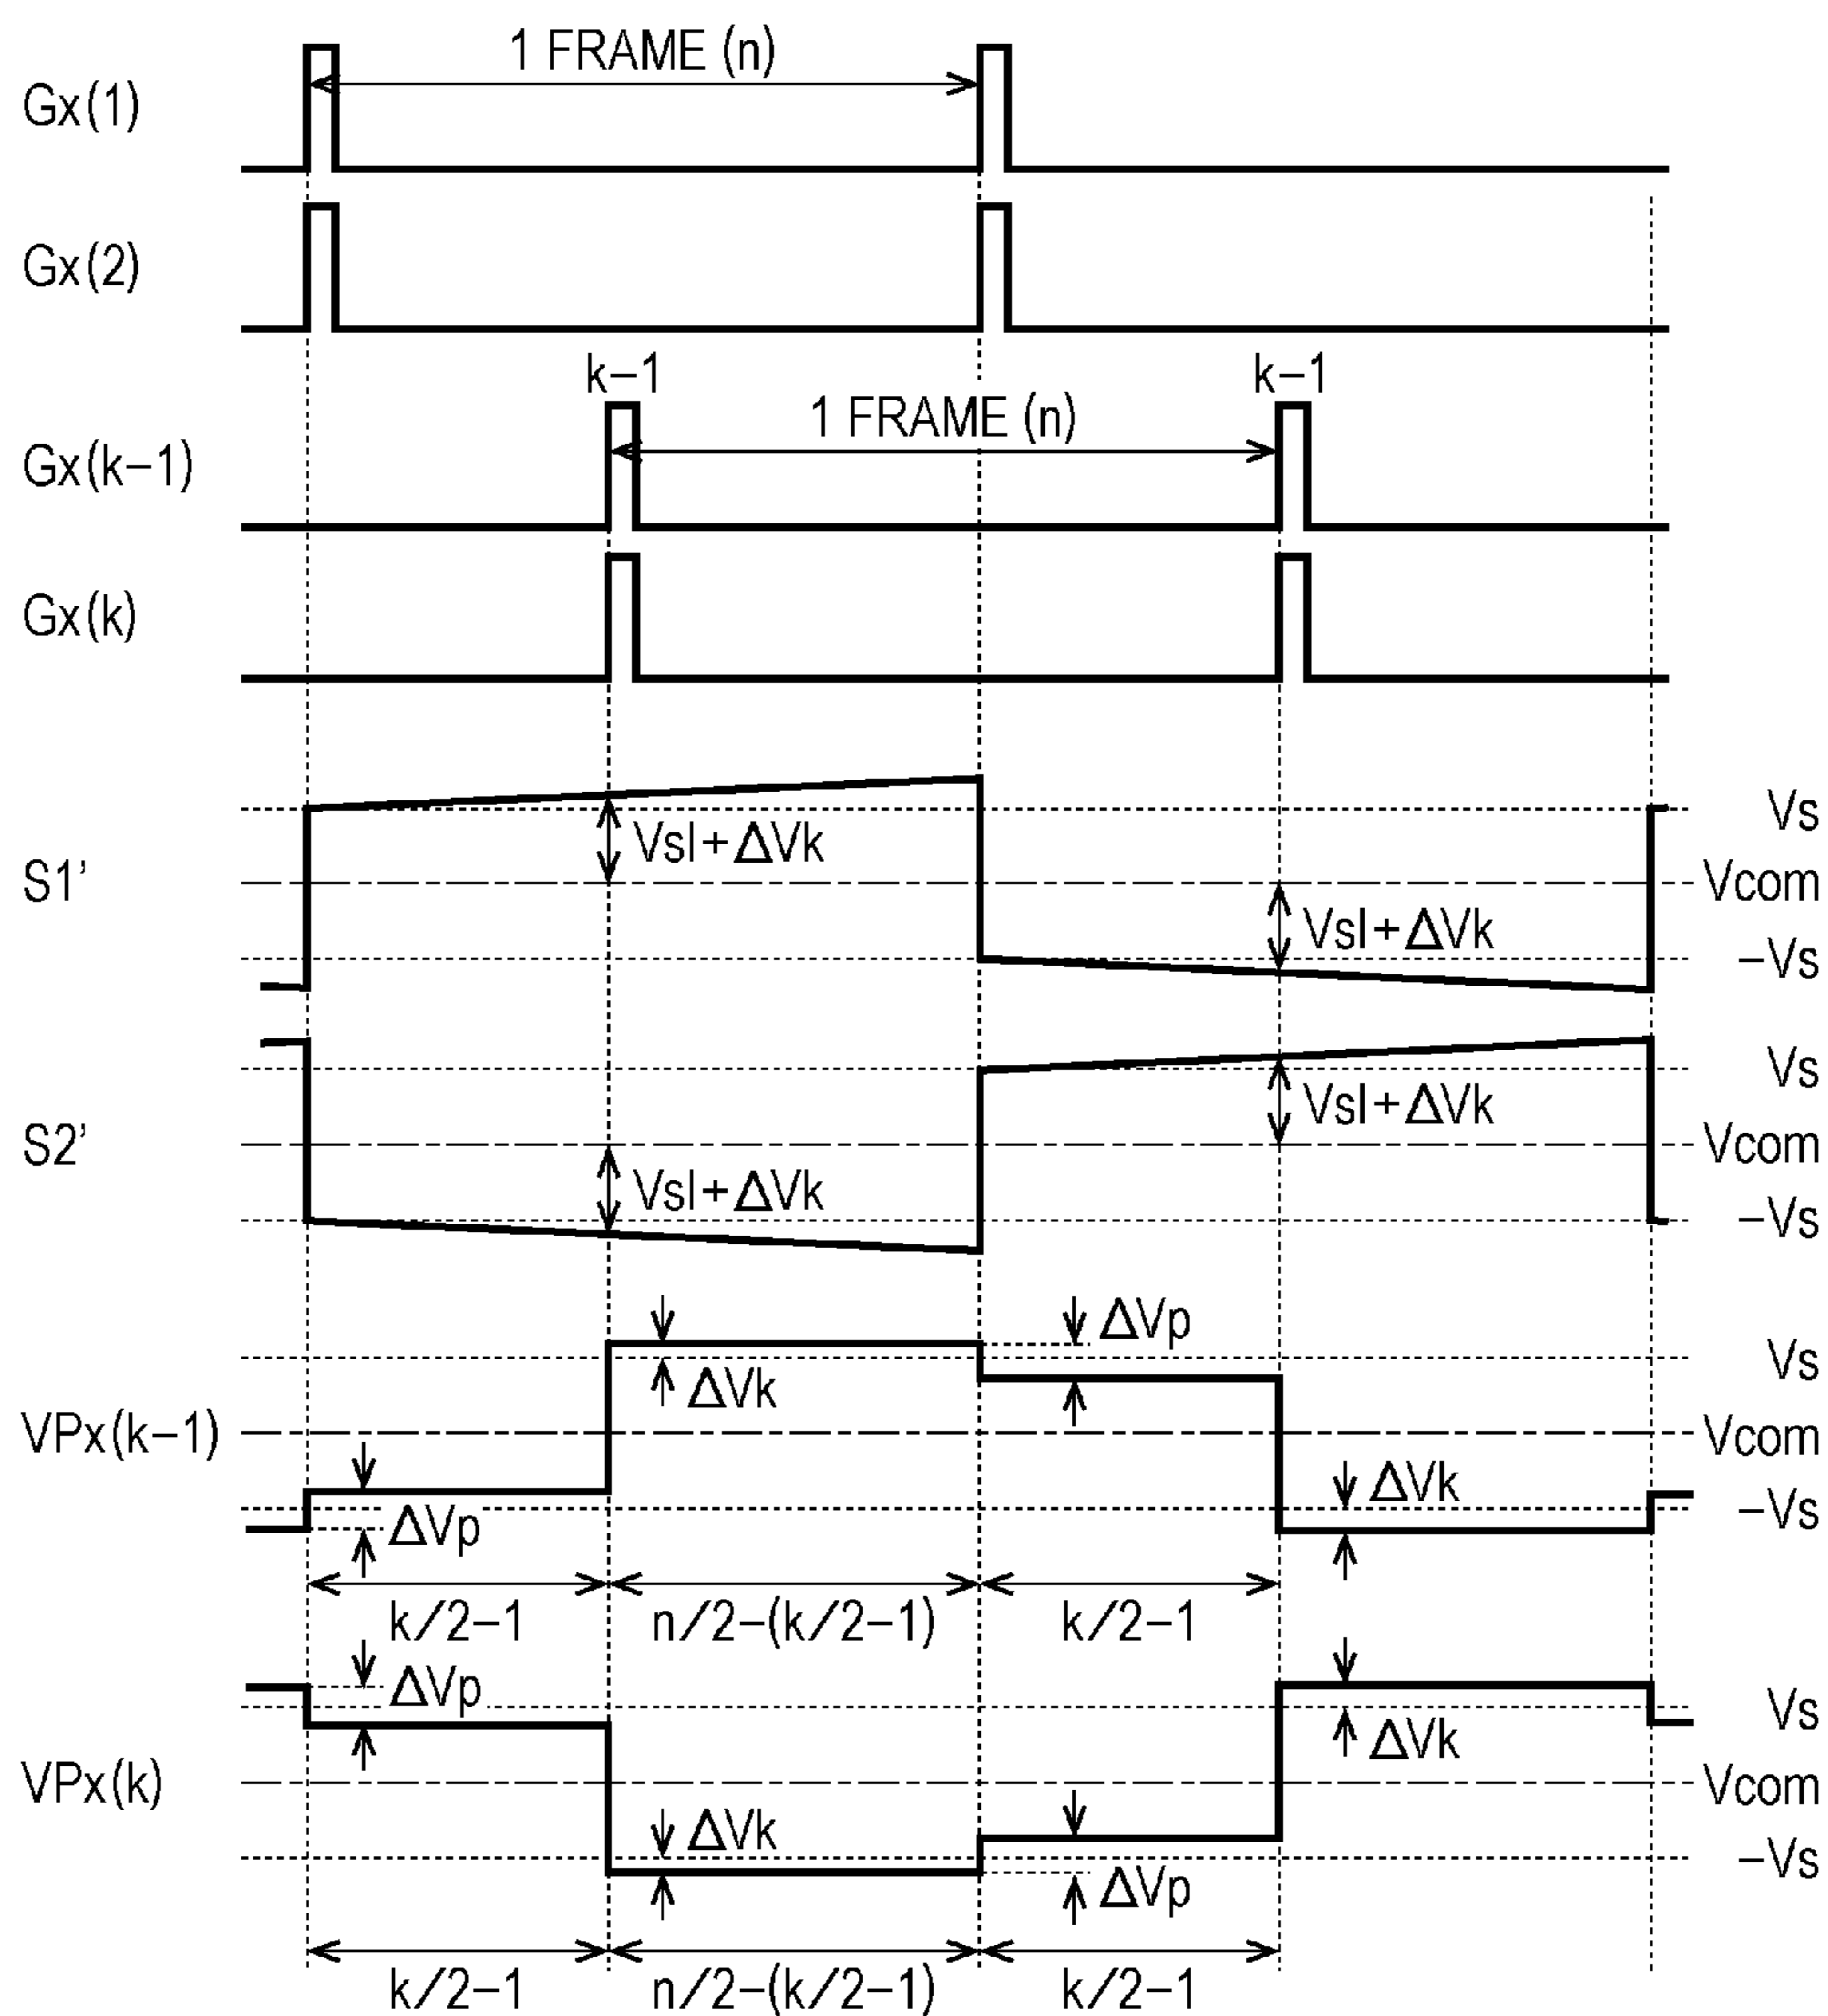 1 FRAME (n)
Gx(1)
Gx(2)
k−1 k−1
1 FRAME (n)
Gx(k−1)
Gx(k)
Vs
Vsl+ΔVk
S1’ Vcom
Vsl+ΔVk
−Vs
Vs
Vsl+ΔVk
S2’ Vcom
Vsl+ΔVk
−Vs
ΔVp
Vs
ΔVk
VPx(k−1) Vcom
ΔVk
−Vs
ΔVp
k/2−1 n/2−(k/2−1) k/2−1
ΔVp
Vs
ΔVk
VPx(k) Vcom
ΔVk
−Vs
ΔVp
k/2−1 n/2−(k/2−1) k/2−1